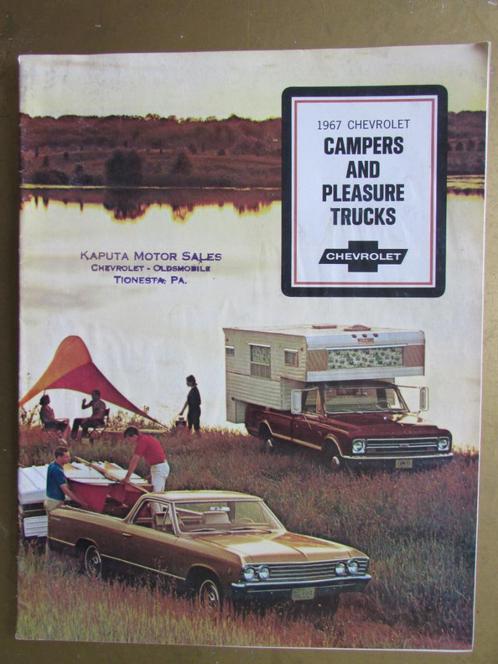 1967 CHEVROLET
CAMPERS
AND
PLEASURE
TRUCKS
CHEVROLET
KAPUTA MOTOR SALES
CHEVROLET - OLDSMOBILE
TIONESTA, PA.